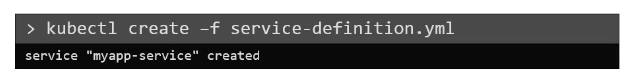 > kubectl create –f service-definition.yml
service "myapp-service" created